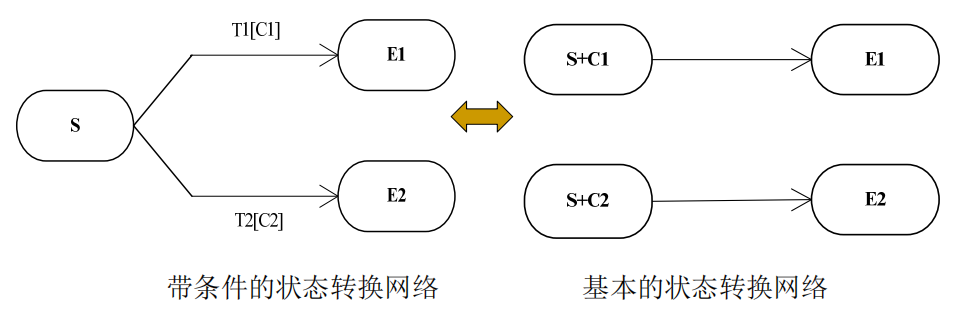 T1[C1]
E1
S
E2
T2[C2]
带条件的状态转换网络
S+C1
E1
S+C2
E2
基本的状态转换网络